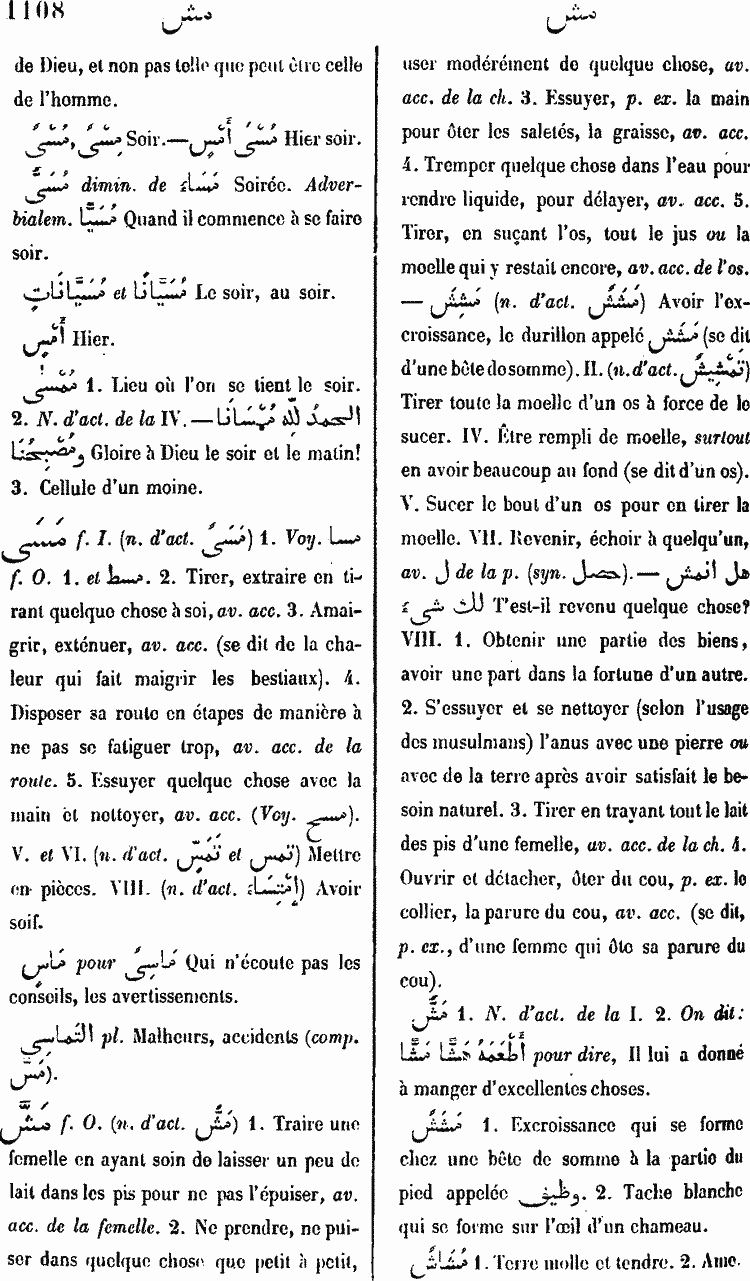 1108 مش مش
de Dieu, et non pas telle que peut être celle
de l'homme.
مُسْىً, مِسْىً Soir.—مُسْىَ أَمْسِ Hier soir.
مُسَىٌّ dimin. de مَسَاءٌ Soirée. Adver-
bialem. مُسَيًّا Quand il commence à se faire
soir.
مُسَيَّانَاتٍ et مُسَيَّانًا Le soir, au soir.
أَمْسِ Hier.
مُمْسًى 1. Lieu où l'on se tient le soir.
2. N. d'act. de la IV. — الحمدُ للّٰه مُمْسَانَا
ومُصْبَحُنَا Gloire à Dieu le soir et le matin!
3. Cellule d'un moine.
مَسَى f. I. (n. d'act. مَسْىٌ) 1. Voy. مسا
f. O. 1. et مسط. 2. Tirer, extraire en ti-
rant quelque chose à soi, av. acc. 3. Amai-
grir, exténuer, av. acc. (se dit de la cha-
leur qui fait maigrir les bestiaux). 4.
Disposer sa route en étapes de manière à
ne pas se fatiguer trop, av. acc. de la
route. 5. Essuyer quelque chose avec la
main et nettoyer, av. acc. (Voy. مسح).
V. et VI. (n. d'act. تَمَسٍّ et تمس) Mettre
en pièces. VIII. (n. d'act. اِمْتِسَاءٌ) Avoir
soif.
مَاسٍ pour مَاسِىٌ Qui n'écoute pas les
conseils, les avertissements.
التَّمَاسِى pl. Malheurs, accidents (comp.
مَسَّ).
مَشَّ f. O. (n. d'act. مَشٌّ) 1. Traire une
femelle en ayant soin de laisser un peu de
lait dans les pis pour ne pas l'épuiser, av.
acc. de la femelle. 2. Ne prendre, ne pui-
ser dans quelque chose que petit à petit,
user modérément de quelque chose, av.
acc. de la ch. 3. Essuyer, p. ex. la main
pour ôter les saletés, la graisse, av. acc.
4. Tremper quelque chose dans l'eau pour
rendre liquide, pour délayer, av. acc. 5.
Tirer, en suçant l'os, tout le jus ou la
moelle qui y restait encore, av. acc. de l'os.
— مَشِشَ (n. d'act. مَشَشٌ) Avoir l'ex-
croissance, le durillon appelé مَشَش (se dit
d'une bête de somme). II. (n. d'act. تَمْشِيشٌ)
Tirer toute la moelle d'un os à force de le
sucer. IV. Être rempli de moelle, surtout
en avoir beaucoup au fond (se dit d'un os).
V. Sucer le bout d'un os pour en tirer la
moelle. VII. Revenir, échoir à quelqu'un,
av. ل de la p. (syn. حصل). — هل انمش
لك شىء T'est-il revenu quelque chose?
VIII. 1. Obtenir une partie des biens,
avoir une part dans la fortune d'un autre.
2. S'essuyer et se nettoyer (selon l'usage
des musulmans) l'anus avec une pierre ou
avec de la terre après avoir satisfait le be-
soin naturel. 3. Tirer en trayant tout le lait
des pis d'une femelle, av. acc. de la ch. 4.
Ouvrir et détacher, ôter du cou, p. ex. le
collier, la parure du cou, av. acc. (se dit,
p. ex., d'une femme qui ôte sa parure du
cou).
مَشٌّ 1. N. d'act. de la I. 2. On dit:
أَطْعَمَهُ هَشًّا مَشًّا pour dire, Il lui a donné
à manger d'excellentes choses.
مَشَشٌ 1. Excroissance qui se forme
chez une bête de somme à la partie du
pied appelée وظيف. 2. Tache blanche
qui se forme sur l'œil d'un chameau.
مُشَاشٌ 1. Terre molle et tendre. 2. Ame.